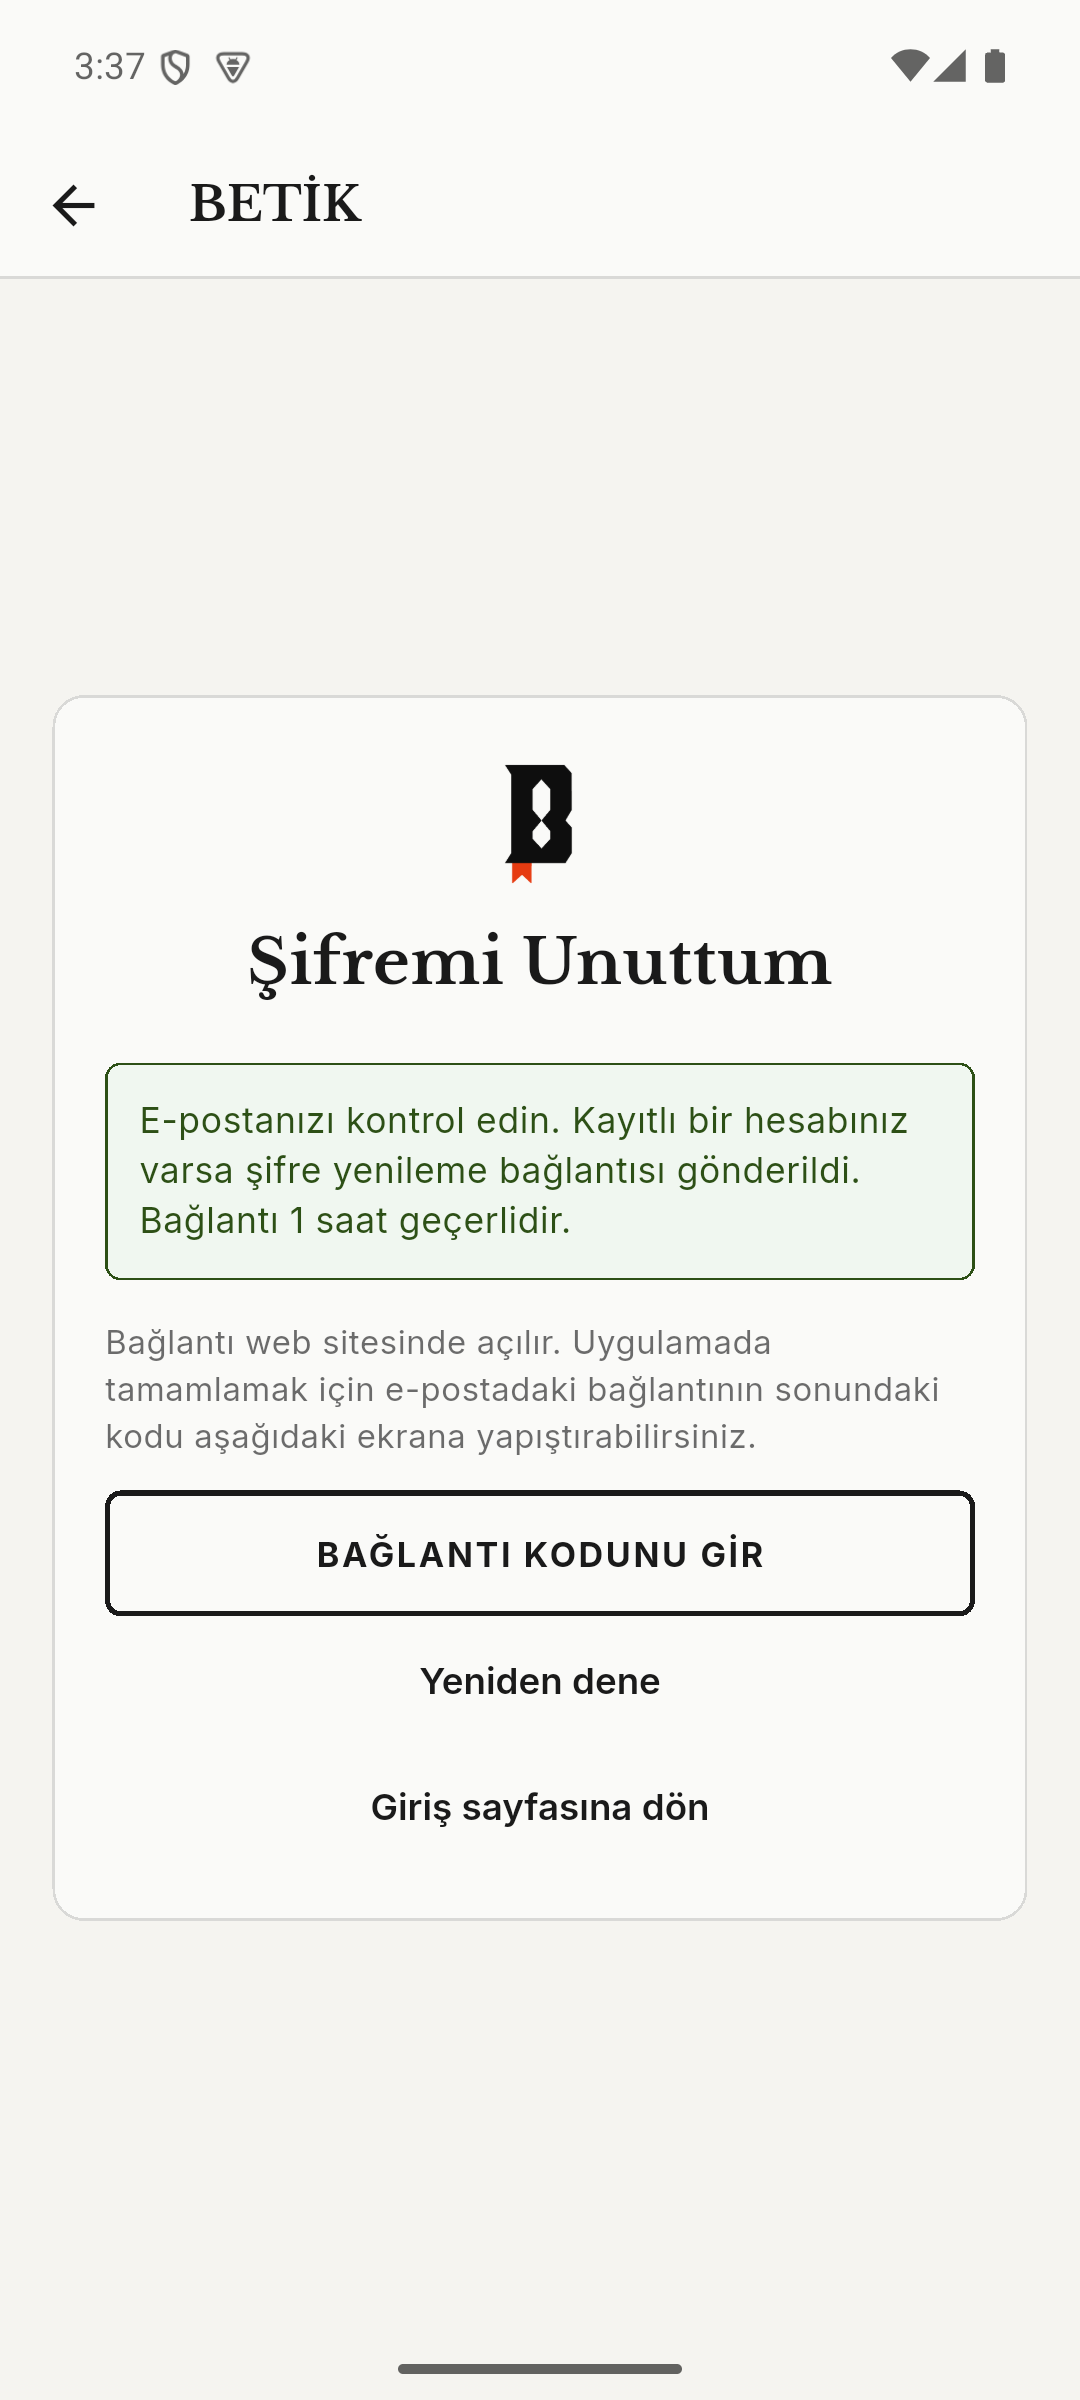 3:37
BETİK
Şifremi Unuttum
E-postanızı kontrol edin. Kayıtlı bir hesabınız
varsa şifre yenileme bağlantısı gönderildi.
Bağlantı 1 saat geçerlidir.
Bağlantı web sitesinde açılır. Uygulamada
tamamlamak için e-postadaki bağlantının sonundaki
kodu aşağıdaki ekrana yapıştırabilirsiniz.
BAĞLANTI KODUNU GİR
Yeniden dene
Giriş sayfasına dön